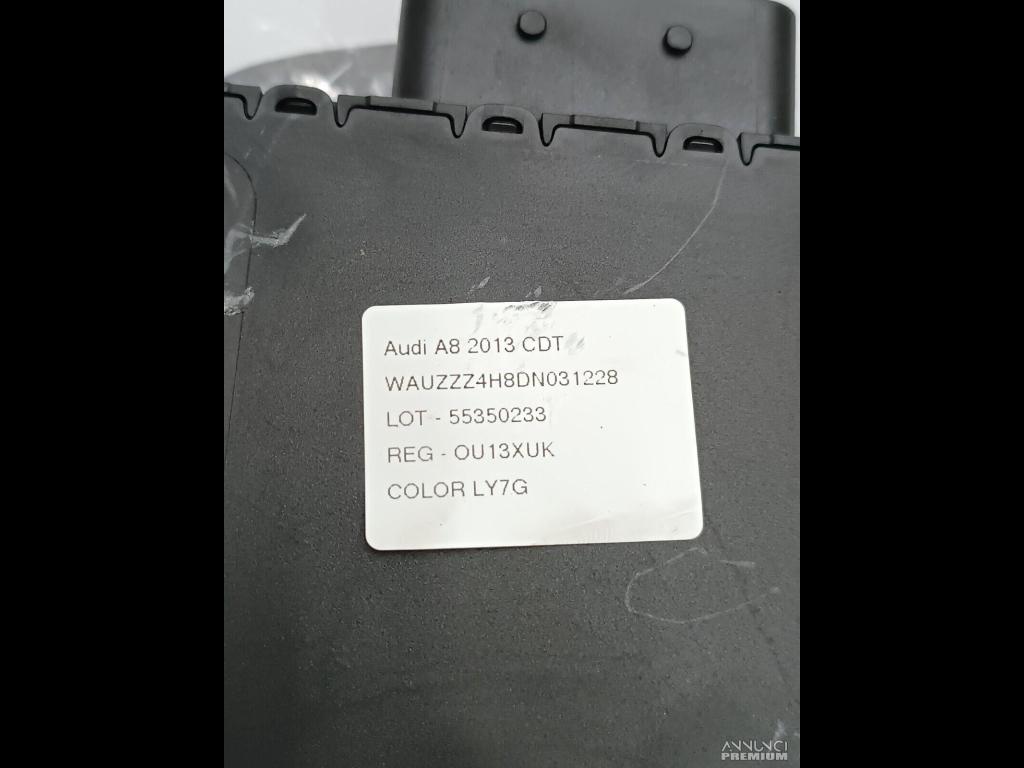 Audi A8 2013 CDT
WAUZZZ4H8DN031228
LOT - 55350233
REG - OU13XUK
COLOR LY7G
ANNUNCI
PREMIUM